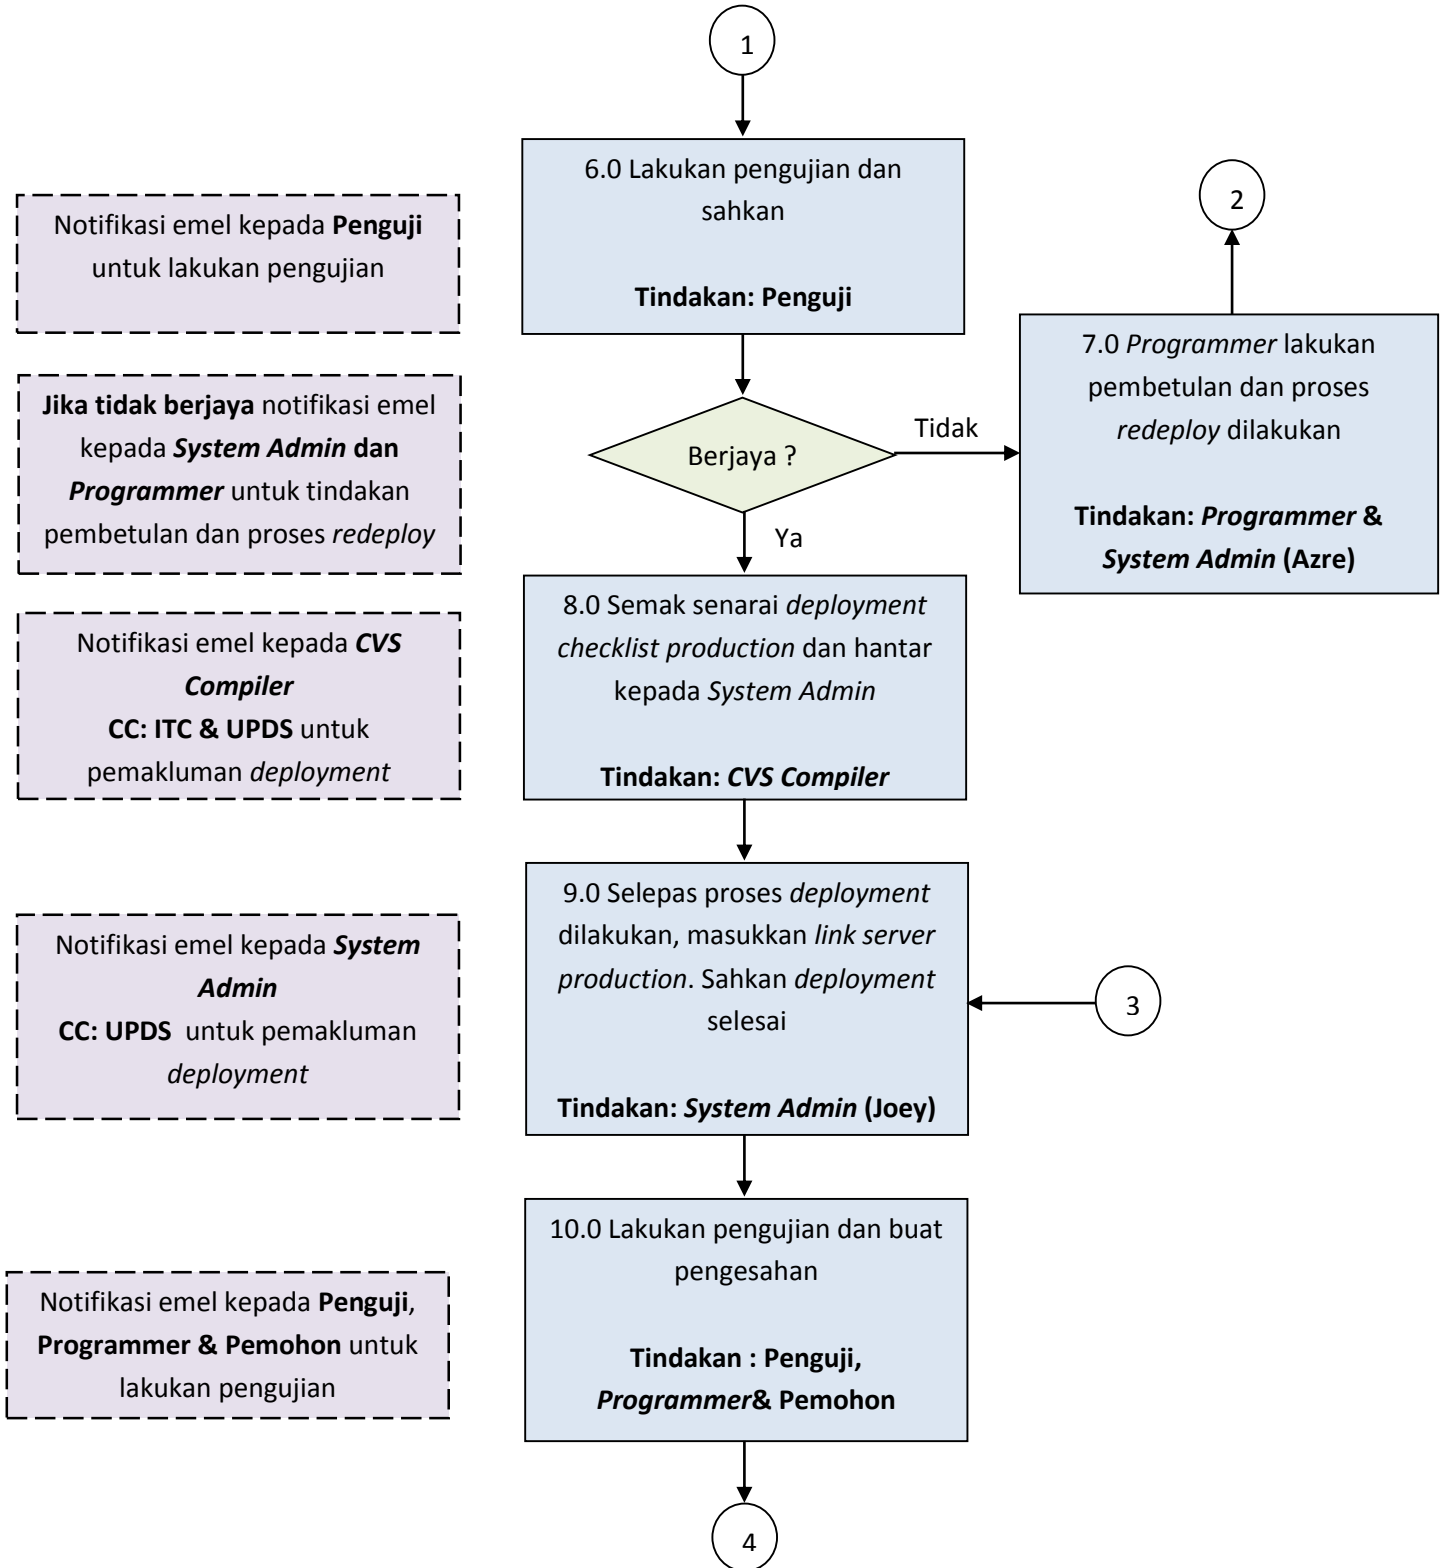 1
6.0 Lakukan pengujian dan
sahkan
Tindakan: Penguji
Notifikasi emel kepada Penguji
untuk lakukan pengujian
2
7.0 Programmer lakukan
pembetulan dan proses
redeploy dilakukan
Tindakan: Programmer &
System Admin (Azre)
Jika tidak berjaya notifikasi emel
kepada System Admin dan
Programmer untuk tindakan
pembetulan dan proses redeploy
Berjaya ?
Tidak
Ya
Notifikasi emel kepada CVS
Compiler
CC: ITC & UPDS untuk
pemakluman deployment
8.0 Semak senarai deployment
checklist production dan hantar
kepada System Admin
Tindakan: CVS Compiler
Notifikasi emel kepada System
Admin
CC: UPDS  untuk pemakluman
deployment
9.0 Selepas proses deployment
dilakukan, masukkan link server
production. Sahkan deployment
selesai
Tindakan: System Admin (Joey)
3
Notifikasi emel kepada Penguji,
Programmer & Pemohon untuk
lakukan pengujian
10.0 Lakukan pengujian dan buat
pengesahan
Tindakan : Penguji,
Programmer& Pemohon
4